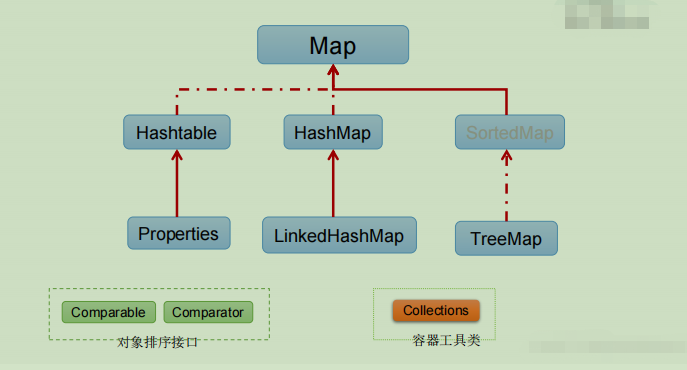 Map
Hashtable
HashMap
SortedMap
Properties
LinkedHashMap
TreeMap
Comparable
Comparator
对象排序接口
Collections
容器工具类